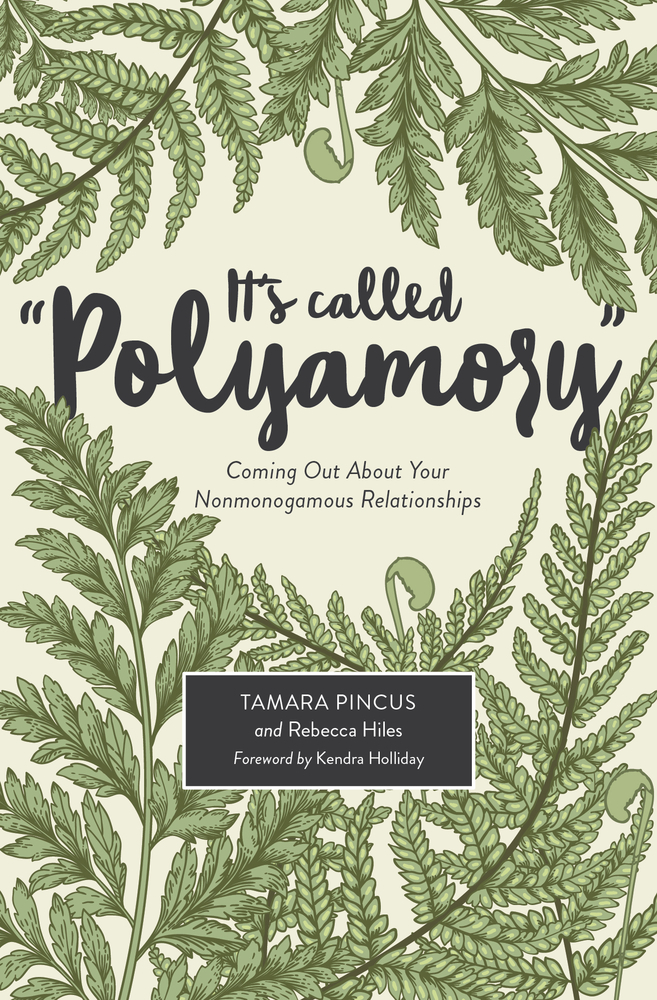 It's called
"Polyamory"
Coming Out About Your
Nonmonogamous Relationships
TAMARA PINCUS
and Rebecca Hiles
Foreword by Kendra Holliday